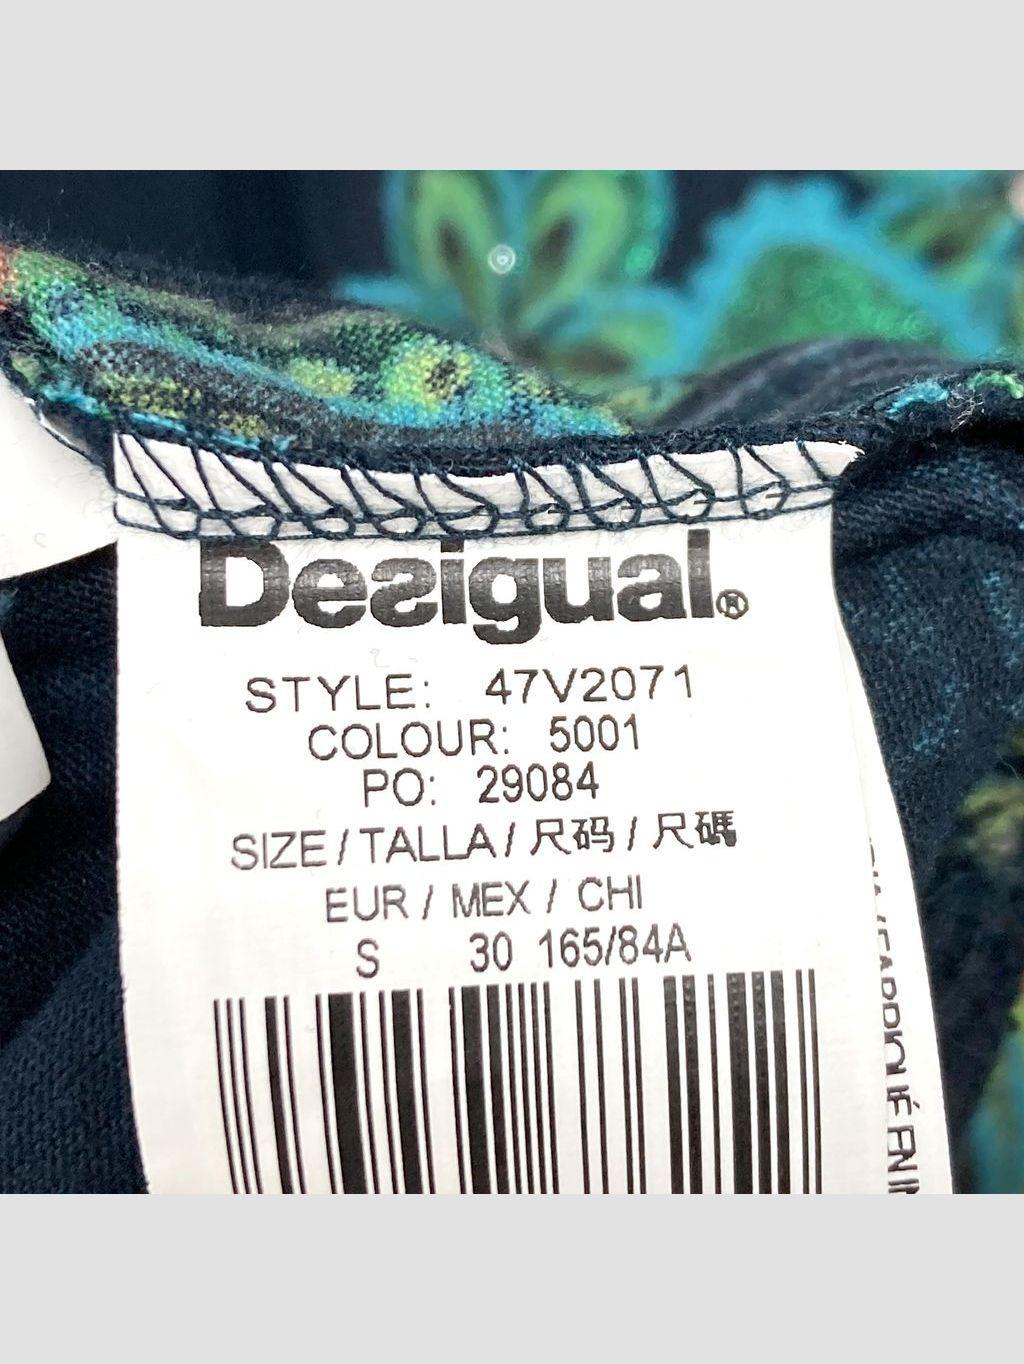 Desigual®
STYLE: 47V2071
COLOUR: 5001
PO: 29084
SIZE / TALLA / 尺码 / 尺碼
EUR / MEX / CHI
S 30 165/84A